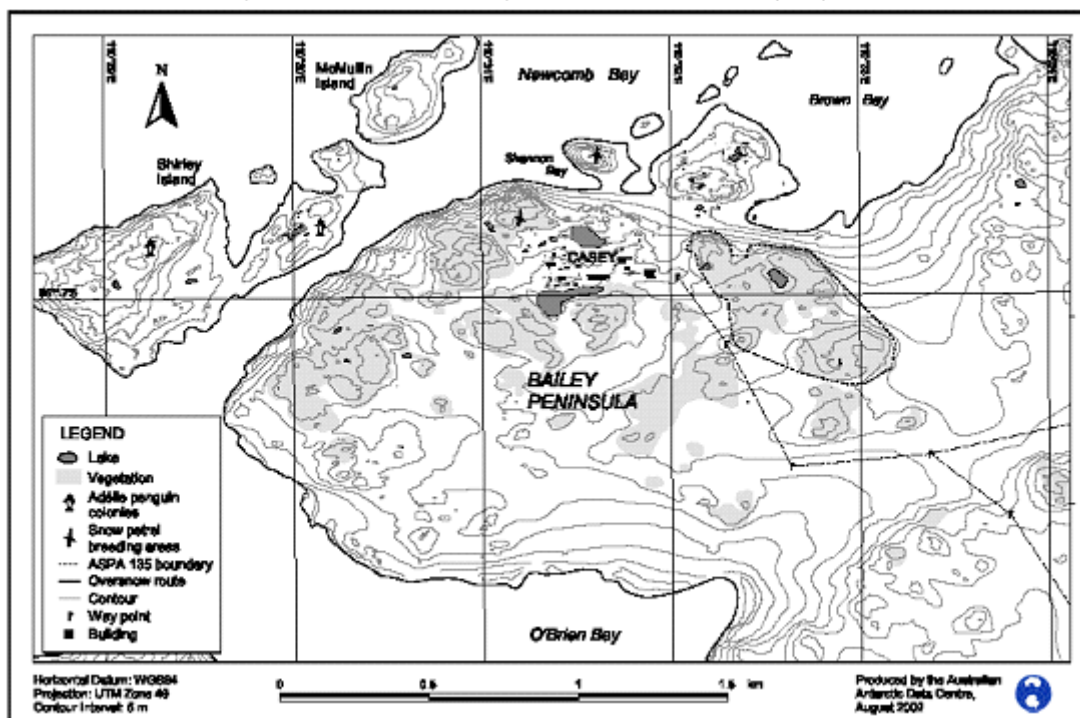 N
McMullin
Island
Newcomb Bay
Brown Bay
Shirley
Island
Shannon
Bay
CASEY
BAILEY
PENINSULA
O'Brien Bay
LEGEND
Lake
Vegetation
Adélie penguin
colonies
Snow petrel
breeding areas
ASPA 135 boundary
Oversnow route
Contour
Way point
Building
Horizontal Datum: WGS84
Projection: UTM Zone 49
Contour Interval: 5 m
0 0.5 1 1.5 km
Produced by the Australian
Antarctic Data Centre,